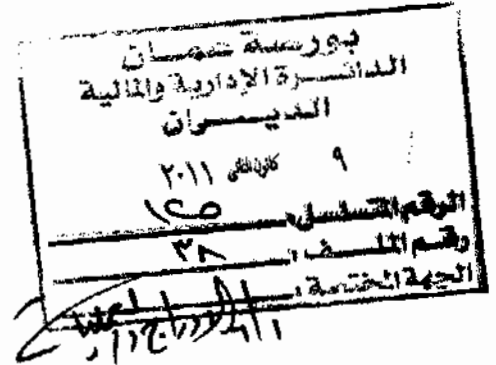 بورصة عمان
الدائرة الإدارية والمالية
الديوان
٩ كانون الثاني ٢٠١١
الرقم المتسلسل:
رقم الملف: ٣٨
الجهة المختصة: